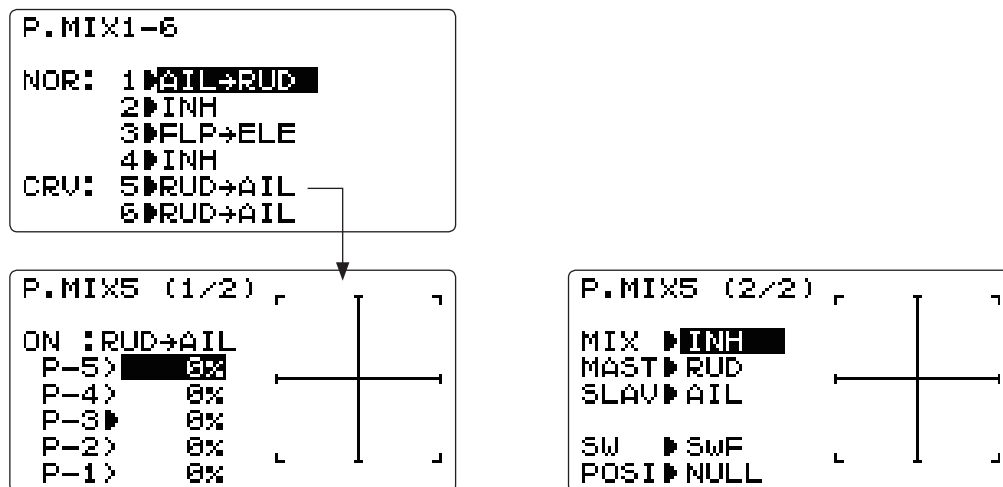 P.MIX1-6
NOR: 1▶AIL→RUD
2▶INH
3▶FLP→ELE
4▶INH
CRV: 5▶RUD→AIL
6▶RUD→AIL
P.MIX5 (1/2)
ON :RUD→AIL
P-5> 0%
P-4> 0%
P-3▶ 0%
P-2> 0%
P-1> 0%
P.MIX5 (2/2)
MIX ▶INH
MAST▶RUD
SLAV▶AIL
SW ▶SwF
POSI▶NULL